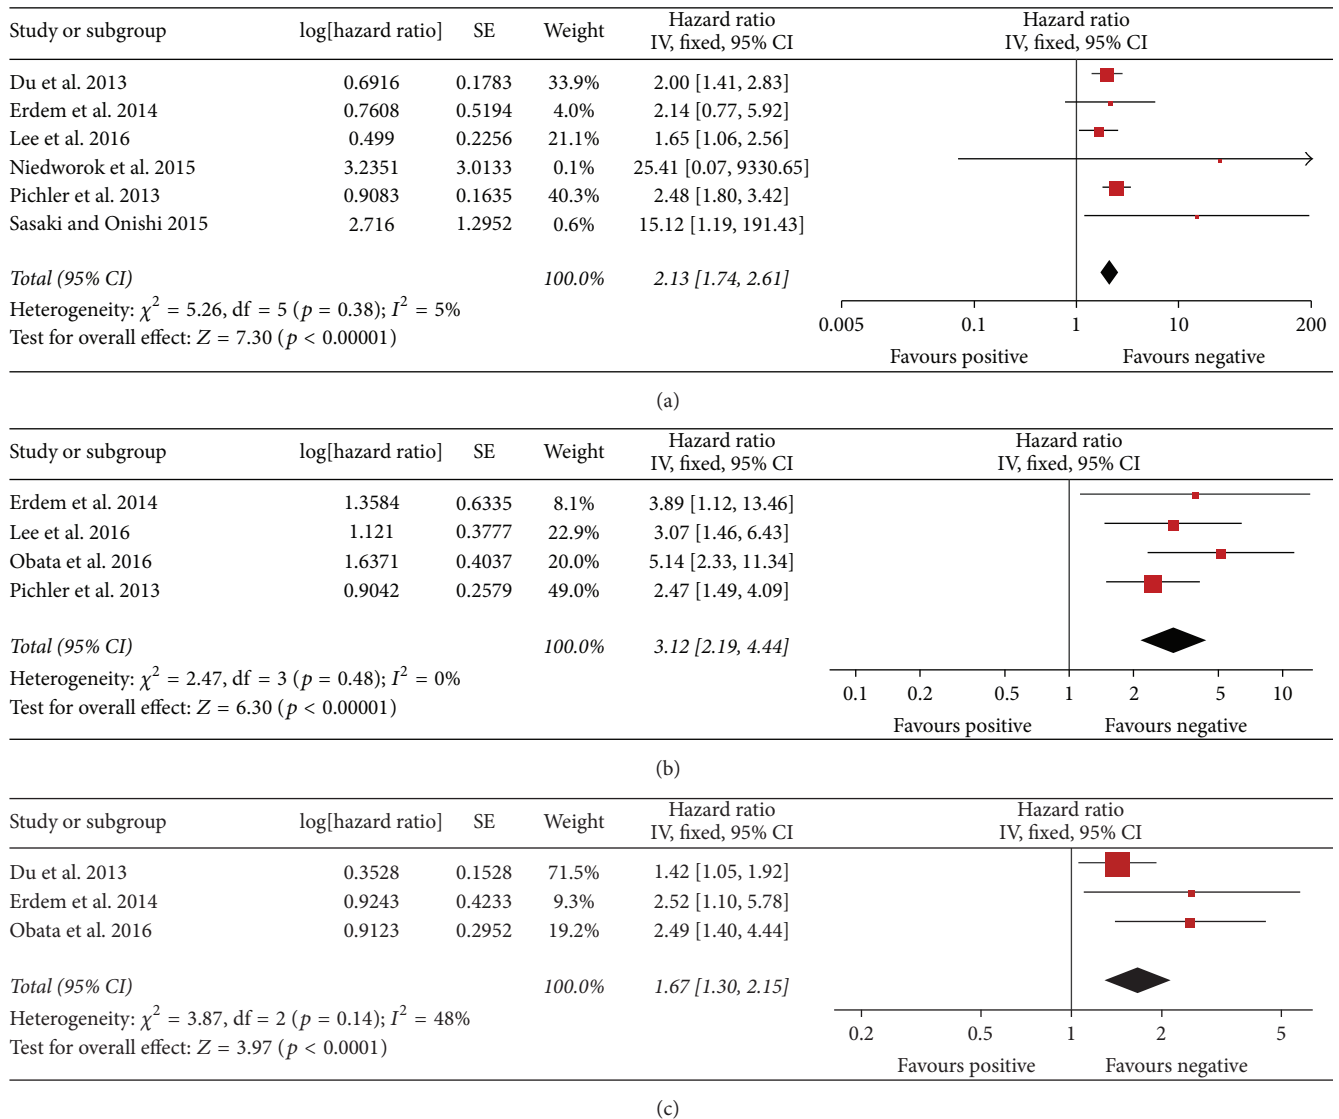 Study or subgroup log[hazard ratio] SE Weight Hazard ratio Hazard ratio
IV, fixed, 95% CI IV, fixed, 95% CI
Du et al. 2013 0.6916 0.1783 33.9% 2.00 [1.41, 2.83]
Erdem et al. 2014 0.7608 0.5194 4.0% 2.14 [0.77, 5.92]
Lee et al. 2016 0.499 0.2256 21.1% 1.65 [1.06, 2.56]
Niedworok et al. 2015 3.2351 3.0133 0.1% 25.41 [0.07, 9330.65]
Pichler et al. 2013 0.9083 0.1635 40.3% 2.48 [1.80, 3.42]
Sasaki and Onishi 2015 2.716 1.2952 0.6% 15.12 [1.19, 191.43]
Total (95% CI) 100.0% 2.13 [1.74, 2.61]
Heterogeneity: χ² = 5.26, df = 5 (p = 0.38); I² = 5%
Test for overall effect: Z = 7.30 (p < 0.00001)
0.005 0.1 1 10 200
Favours positive Favours negative
(a)
Study or subgroup log[hazard ratio] SE Weight Hazard ratio Hazard ratio
IV, fixed, 95% CI IV, fixed, 95% CI
Erdem et al. 2014 1.3584 0.6335 8.1% 3.89 [1.12, 13.46]
Lee et al. 2016 1.121 0.3777 22.9% 3.07 [1.46, 6.43]
Obata et al. 2016 1.6371 0.4037 20.0% 5.14 [2.33, 11.34]
Pichler et al. 2013 0.9042 0.2579 49.0% 2.47 [1.49, 4.09]
Total (95% CI) 100.0% 3.12 [2.19, 4.44]
Heterogeneity: χ² = 2.47, df = 3 (p = 0.48); I² = 0%
Test for overall effect: Z = 6.30 (p < 0.00001)
0.1 0.2 0.5 1 2 5 10
Favours positive Favours negative
(b)
Study or subgroup log[hazard ratio] SE Weight Hazard ratio Hazard ratio
IV, fixed, 95% CI IV, fixed, 95% CI
Du et al. 2013 0.3528 0.1528 71.5% 1.42 [1.05, 1.92]
Erdem et al. 2014 0.9243 0.4233 9.3% 2.52 [1.10, 5.78]
Obata et al. 2016 0.9123 0.2952 19.2% 2.49 [1.40, 4.44]
Total (95% CI) 100.0% 1.67 [1.30, 2.15]
Heterogeneity: χ² = 3.87, df = 2 (p = 0.14); I² = 48%
Test for overall effect: Z = 3.97 (p < 0.0001)
0.2 0.5 1 2 5
Favours positive Favours negative
(c)